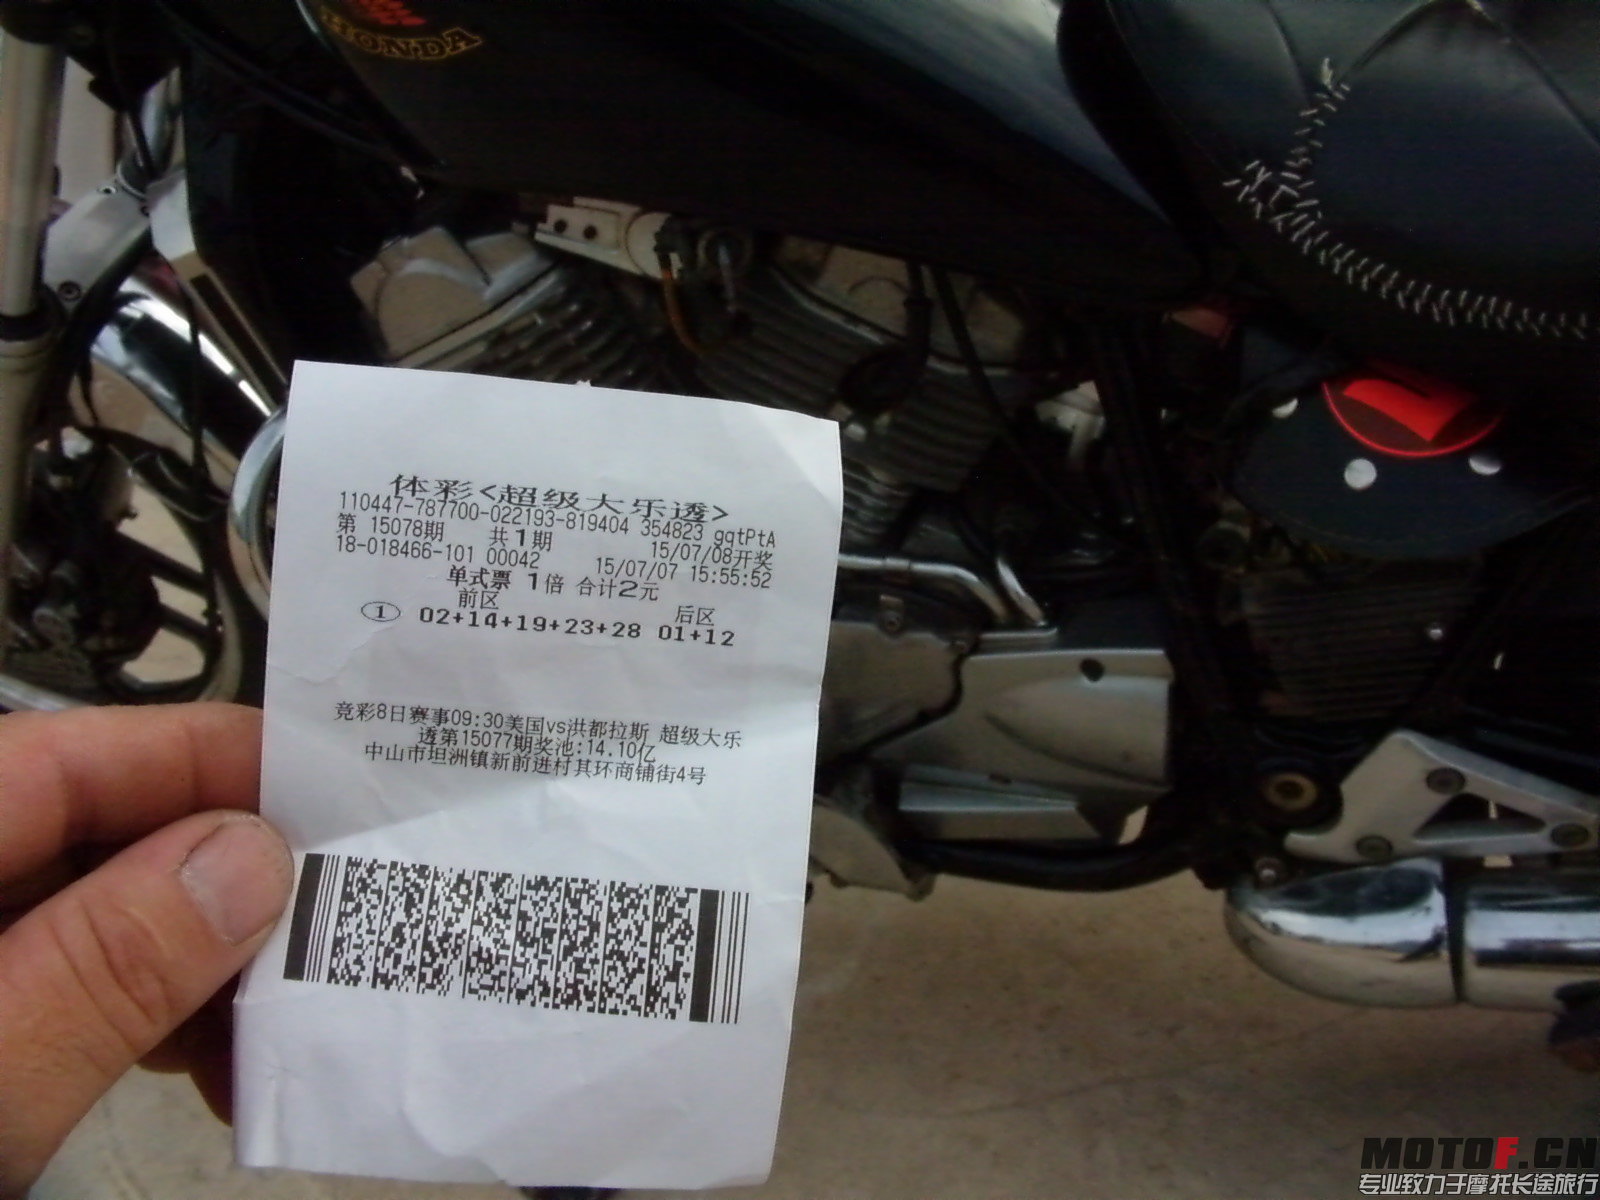 HONDA
体彩<超级大乐透>
110447-787700-022193-819404 354823 gqtPtA
第 15078期 共1期 15/07/08开奖
18-018466-101 00042 15/07/07 15:55:52
单式票 1倍 合计2元
前区 后区
① 02+14+19+23+28 01+12
竞彩8日赛事09:30美国vs洪都拉斯 超级大乐
透第15077期奖池:14.10亿
中山市坦洲镇新前进村其环商铺街4号
MOTOF.CN
专业致力于摩托长途旅行